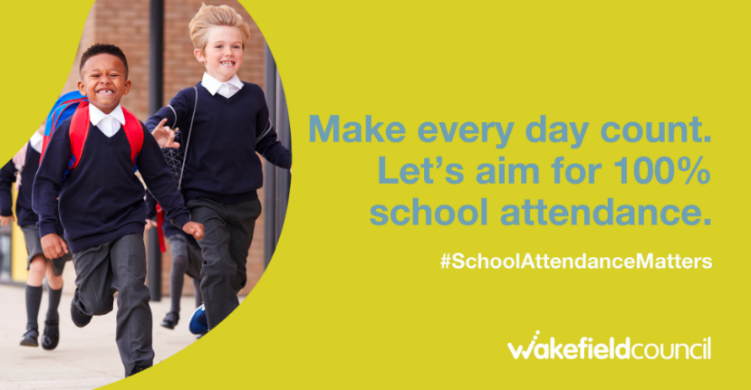 Make every day count.
Let's aim for 100%
school attendance.
#SchoolAttendanceMatters
wakefieldcouncil